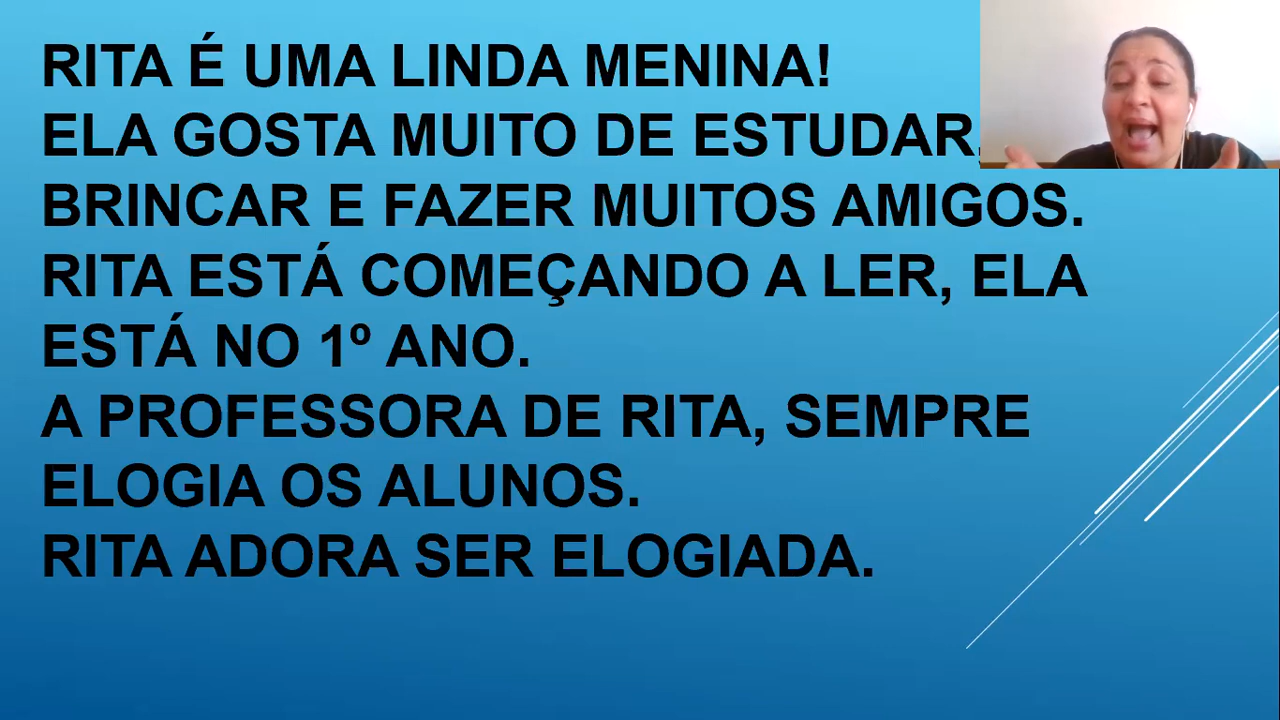 RITA É UMA LINDA MENINA!
ELA GOSTA MUITO DE ESTUDAR,
BRINCAR E FAZER MUITOS AMIGOS.
RITA ESTÁ COMEÇANDO A LER, ELA
ESTÁ NO 1º ANO.
A PROFESSORA DE RITA, SEMPRE
ELOGIA OS ALUNOS.
RITA ADORA SER ELOGIADA.